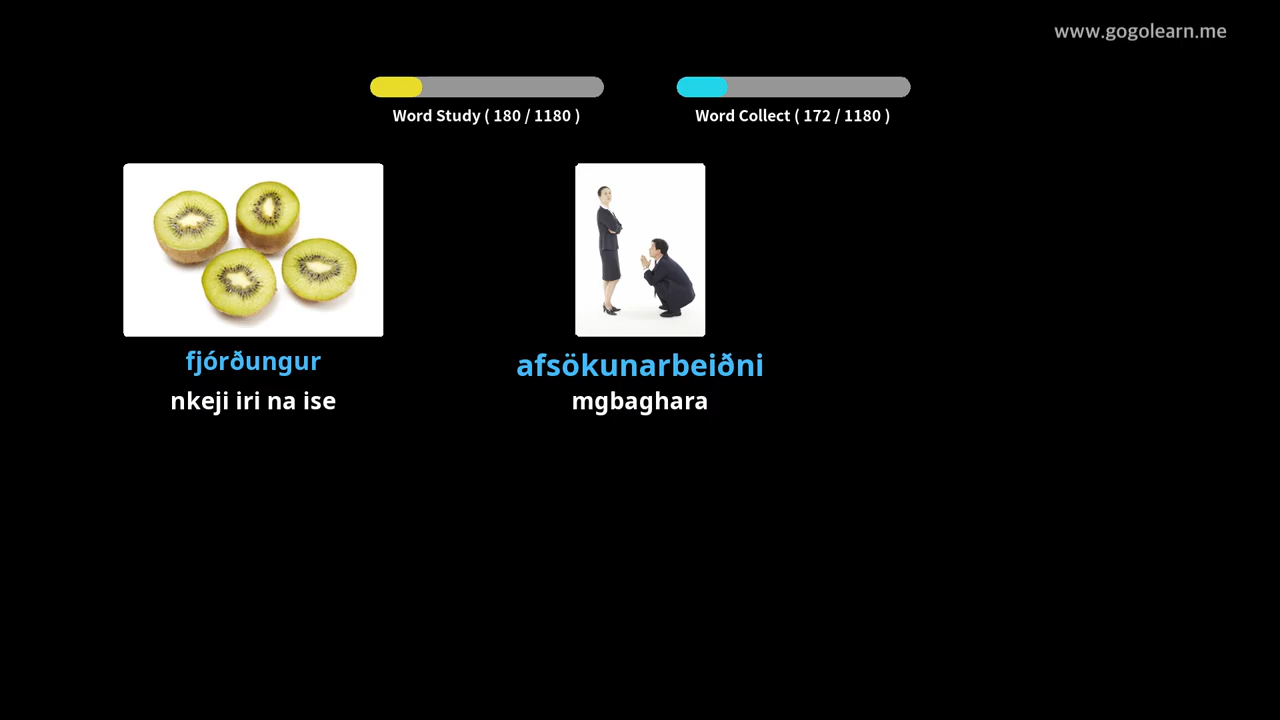 www.gogolearn.me
Word Study ( 180 / 1180 )
Word Collect ( 172 / 1180 )
fjórðungur
nkeji iri na ise
afsökunarbeiðni
mgbaghara